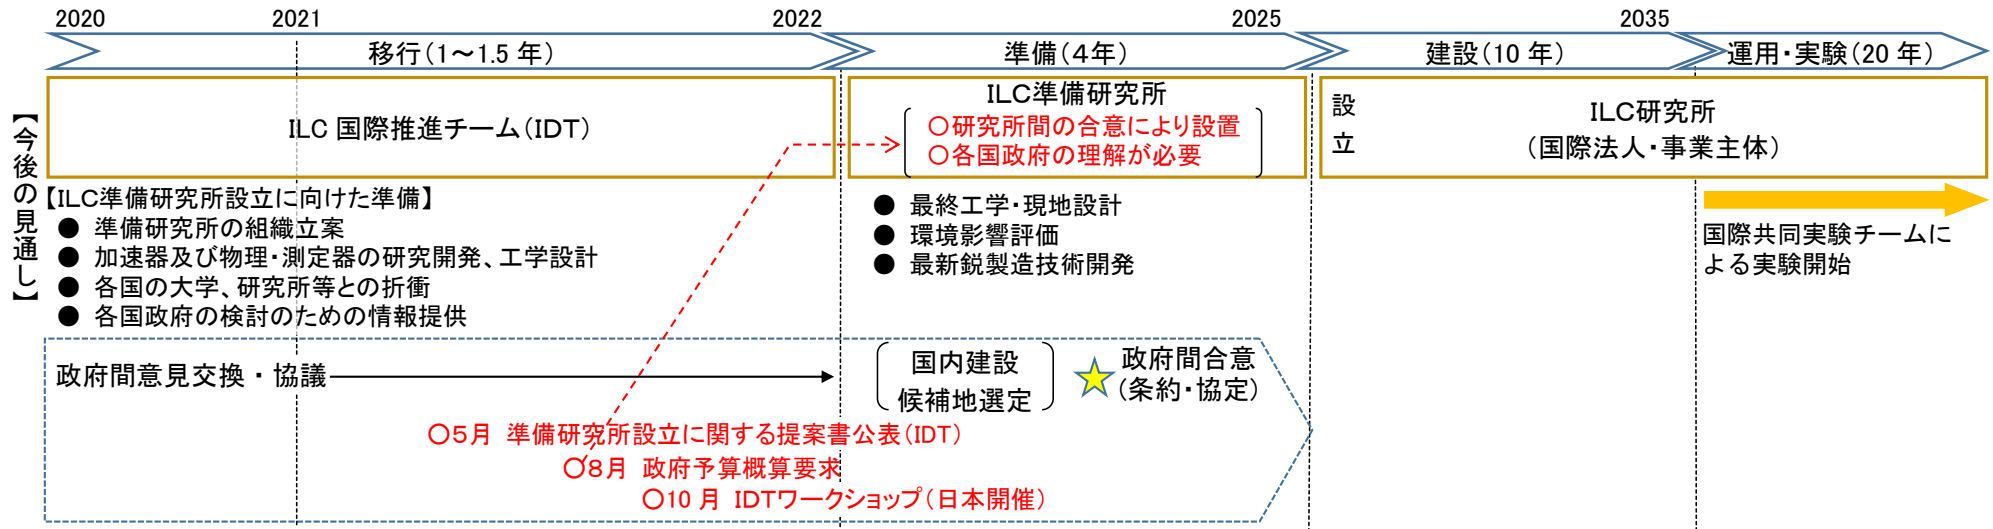 2020 2021 2022 2025 2035
移行(1～1.5 年) 準備(4年) 建設(10 年) 運用・実験(20 年)
【今後の見通し】
ILC 国際推進チーム(IDT)
ILC準備研究所
○研究所間の合意により設置
○各国政府の理解が必要
設立
ILC研究所
(国際法人・事業主体)
【ILC準備研究所設立に向けた準備】
● 準備研究所の組織立案
● 加速器及び物理・測定器の研究開発、工学設計
● 各国の大学、研究所等との折衝
● 各国政府の検討のための情報提供
● 最終工学・現地設計
● 環境影響評価
● 最新鋭製造技術開発
国際共同実験チームに
よる実験開始
政府間意見交換・協議
国内建設
候補地選定
政府間合意
(条約・協定)
○5月 準備研究所設立に関する提案書公表(IDT)
○8月 政府予算概算要求
○10 月 IDTワークショップ(日本開催)